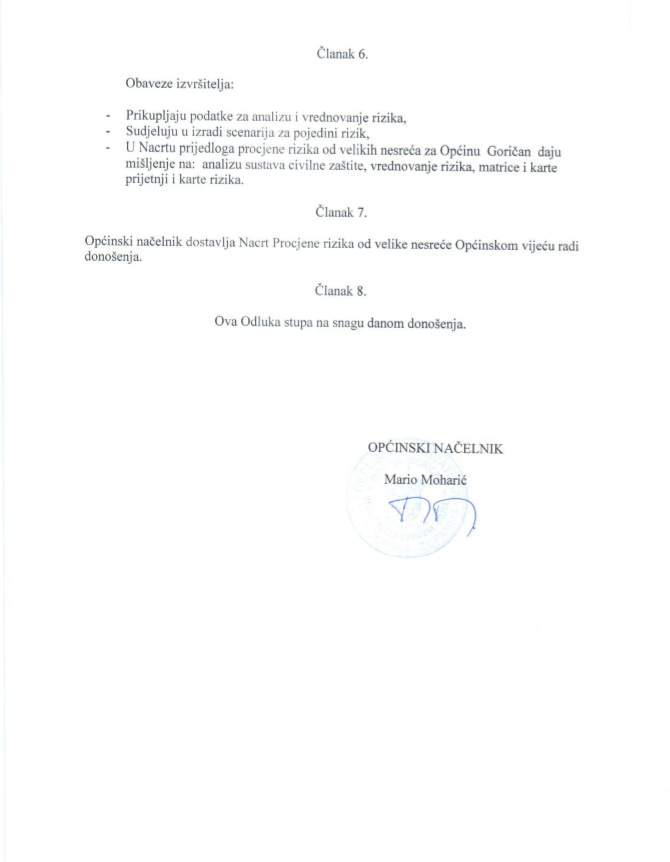 Članak 6.
Obaveze izvršitelja:
- Prikupljaju podatke za analizu i vrednovanje rizika,
- Sudjeluju u izradi scenarija za pojedini rizik,
- U Nacrtu prijedloga procjene rizika od velikih nesreća za Općinu Goričan daju
mišljenje na: analizu sustava civilne zaštite, vrednovanje rizika, matrice i karte
prijetnji i karte rizika.
Članak 7.
Općinski načelnik dostavlja Nacrt Procjene rizika od velike nesreće Općinskom vijeću radi
donošenja.
Članak 8.
Ova Odluka stupa na snagu danom donošenja.
OPĆINSKI NAČELNIK
Mario Moharić